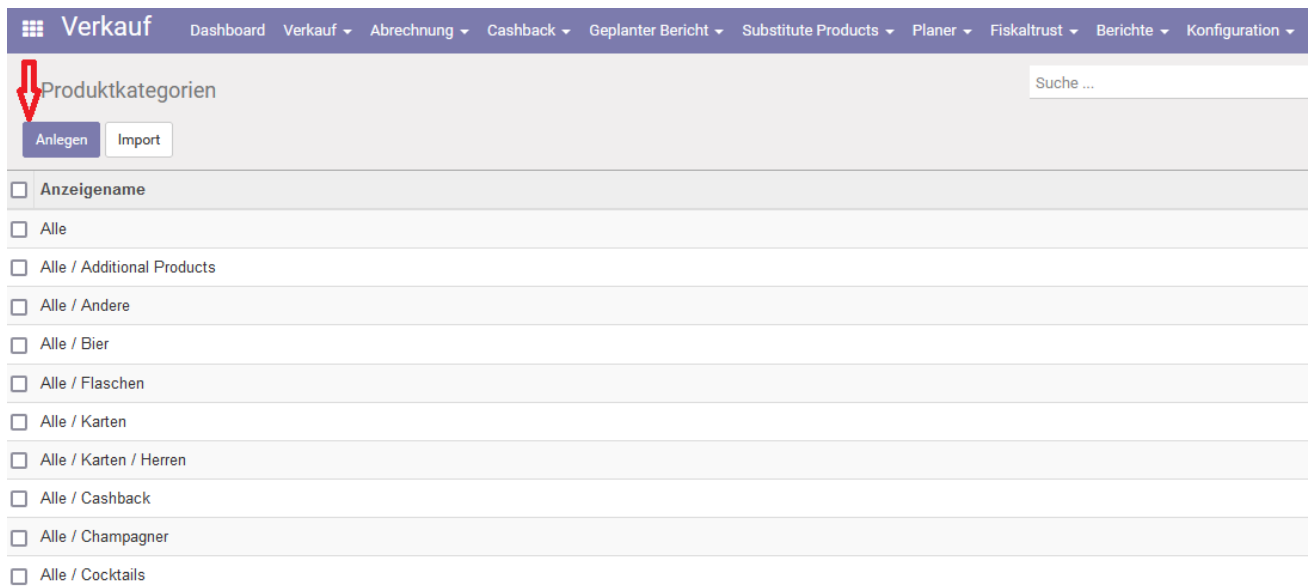 Verkauf Dashboard Verkauf Abrechnung Cashback Geplanter Bericht Substitute Products Planer Fiskaltrust Berichte Konfiguration
Produktkategorien Suche ...
Anlegen Import
Anzeigename
Alle
Alle / Additional Products
Alle / Andere
Alle / Bier
Alle / Flaschen
Alle / Karten
Alle / Karten / Herren
Alle / Cashback
Alle / Champagner
Alle / Cocktails